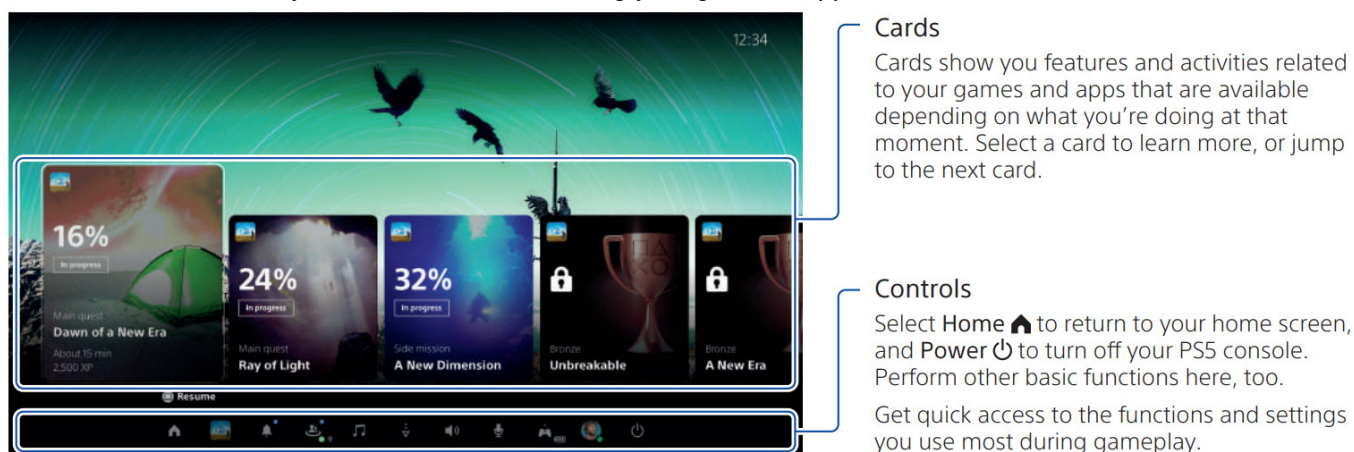 12:34
16%
In progress
Main quest
Dawn of a New Era
About 15 min
2,500 XP
24%
In progress
Main quest
Ray of Light
32%
In progress
Side mission
A New Dimension
ПА
КО
Bronze
Unbreakable
Bronze
A New Era
Resume
9
Cards
Cards show you features and activities related
to your games and apps that are available
depending on what you’re doing at that
moment. Select a card to learn more, or jump
to the next card.
Controls
Select Home to return to your home screen,
and Power to turn off your PS5 console.
Perform other basic functions here, too.
Get quick access to the functions and settings
you use most during gameplay.